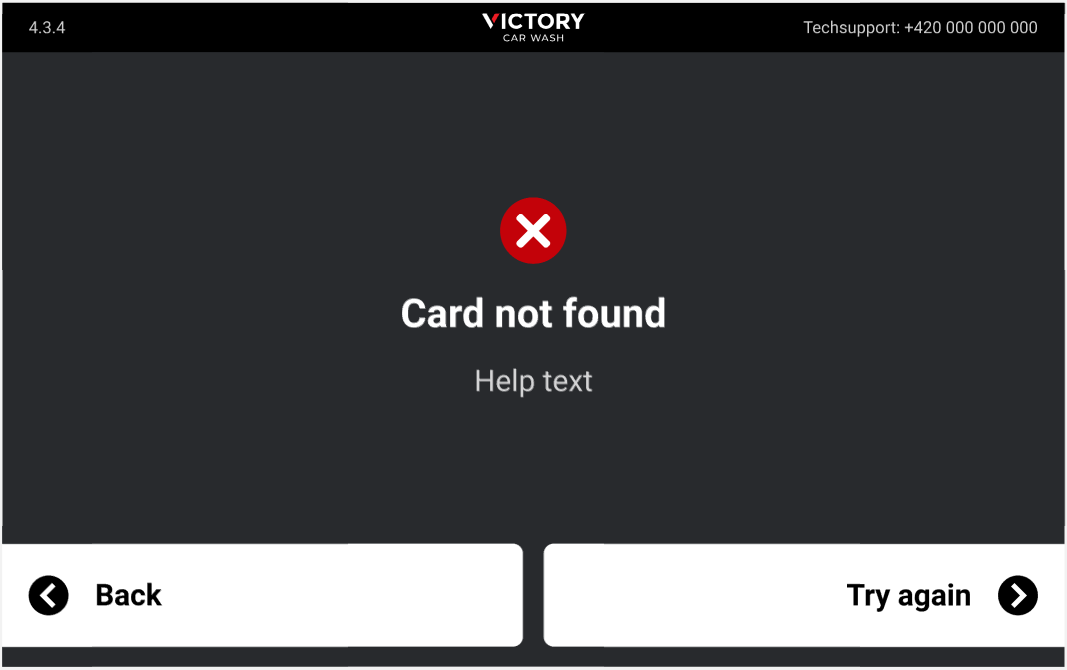 4.3.4
VICTORY
CAR WASH
Techsupport: +420 000 000 000
Card not found
Help text
Back
Try again